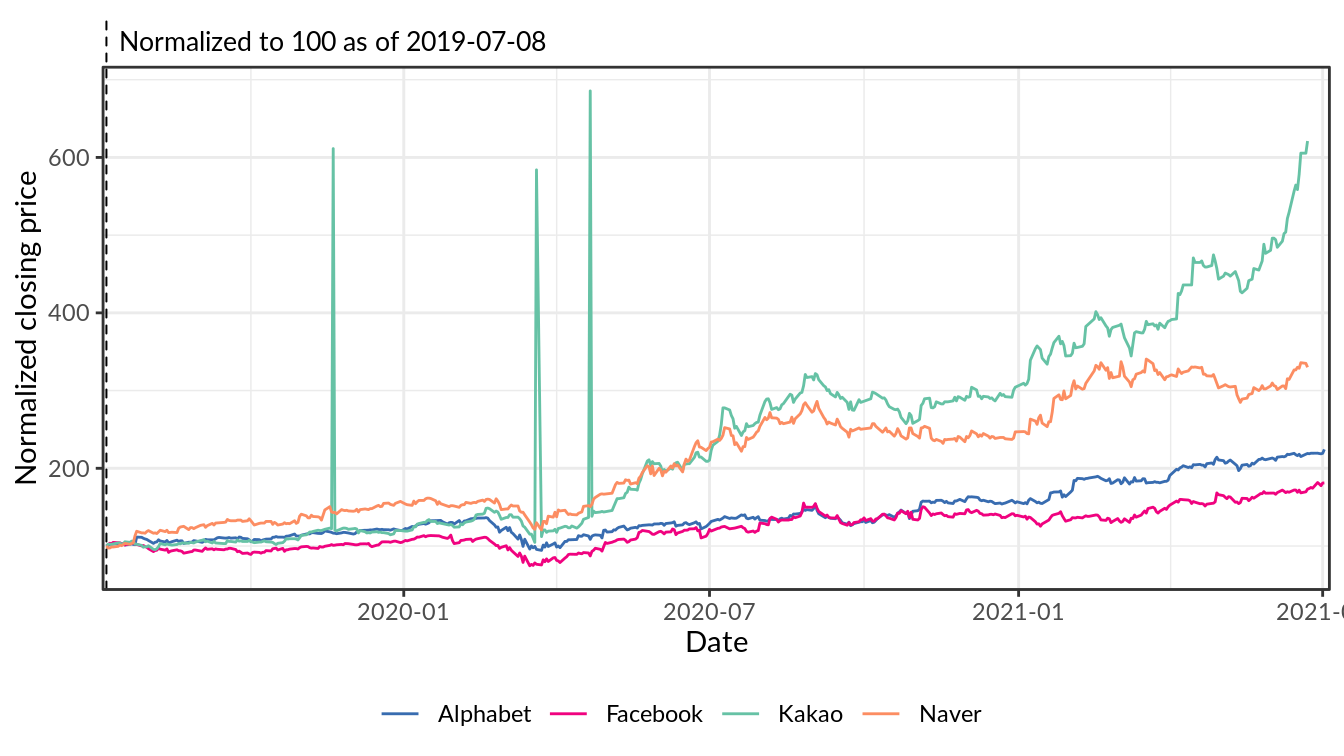 Normalized to 100 as of 2019-07-08
Normalized closing price
600
400
200
2020-01
2020-07
2021-01
2021-
Date
Alphabet Facebook Kakao Naver